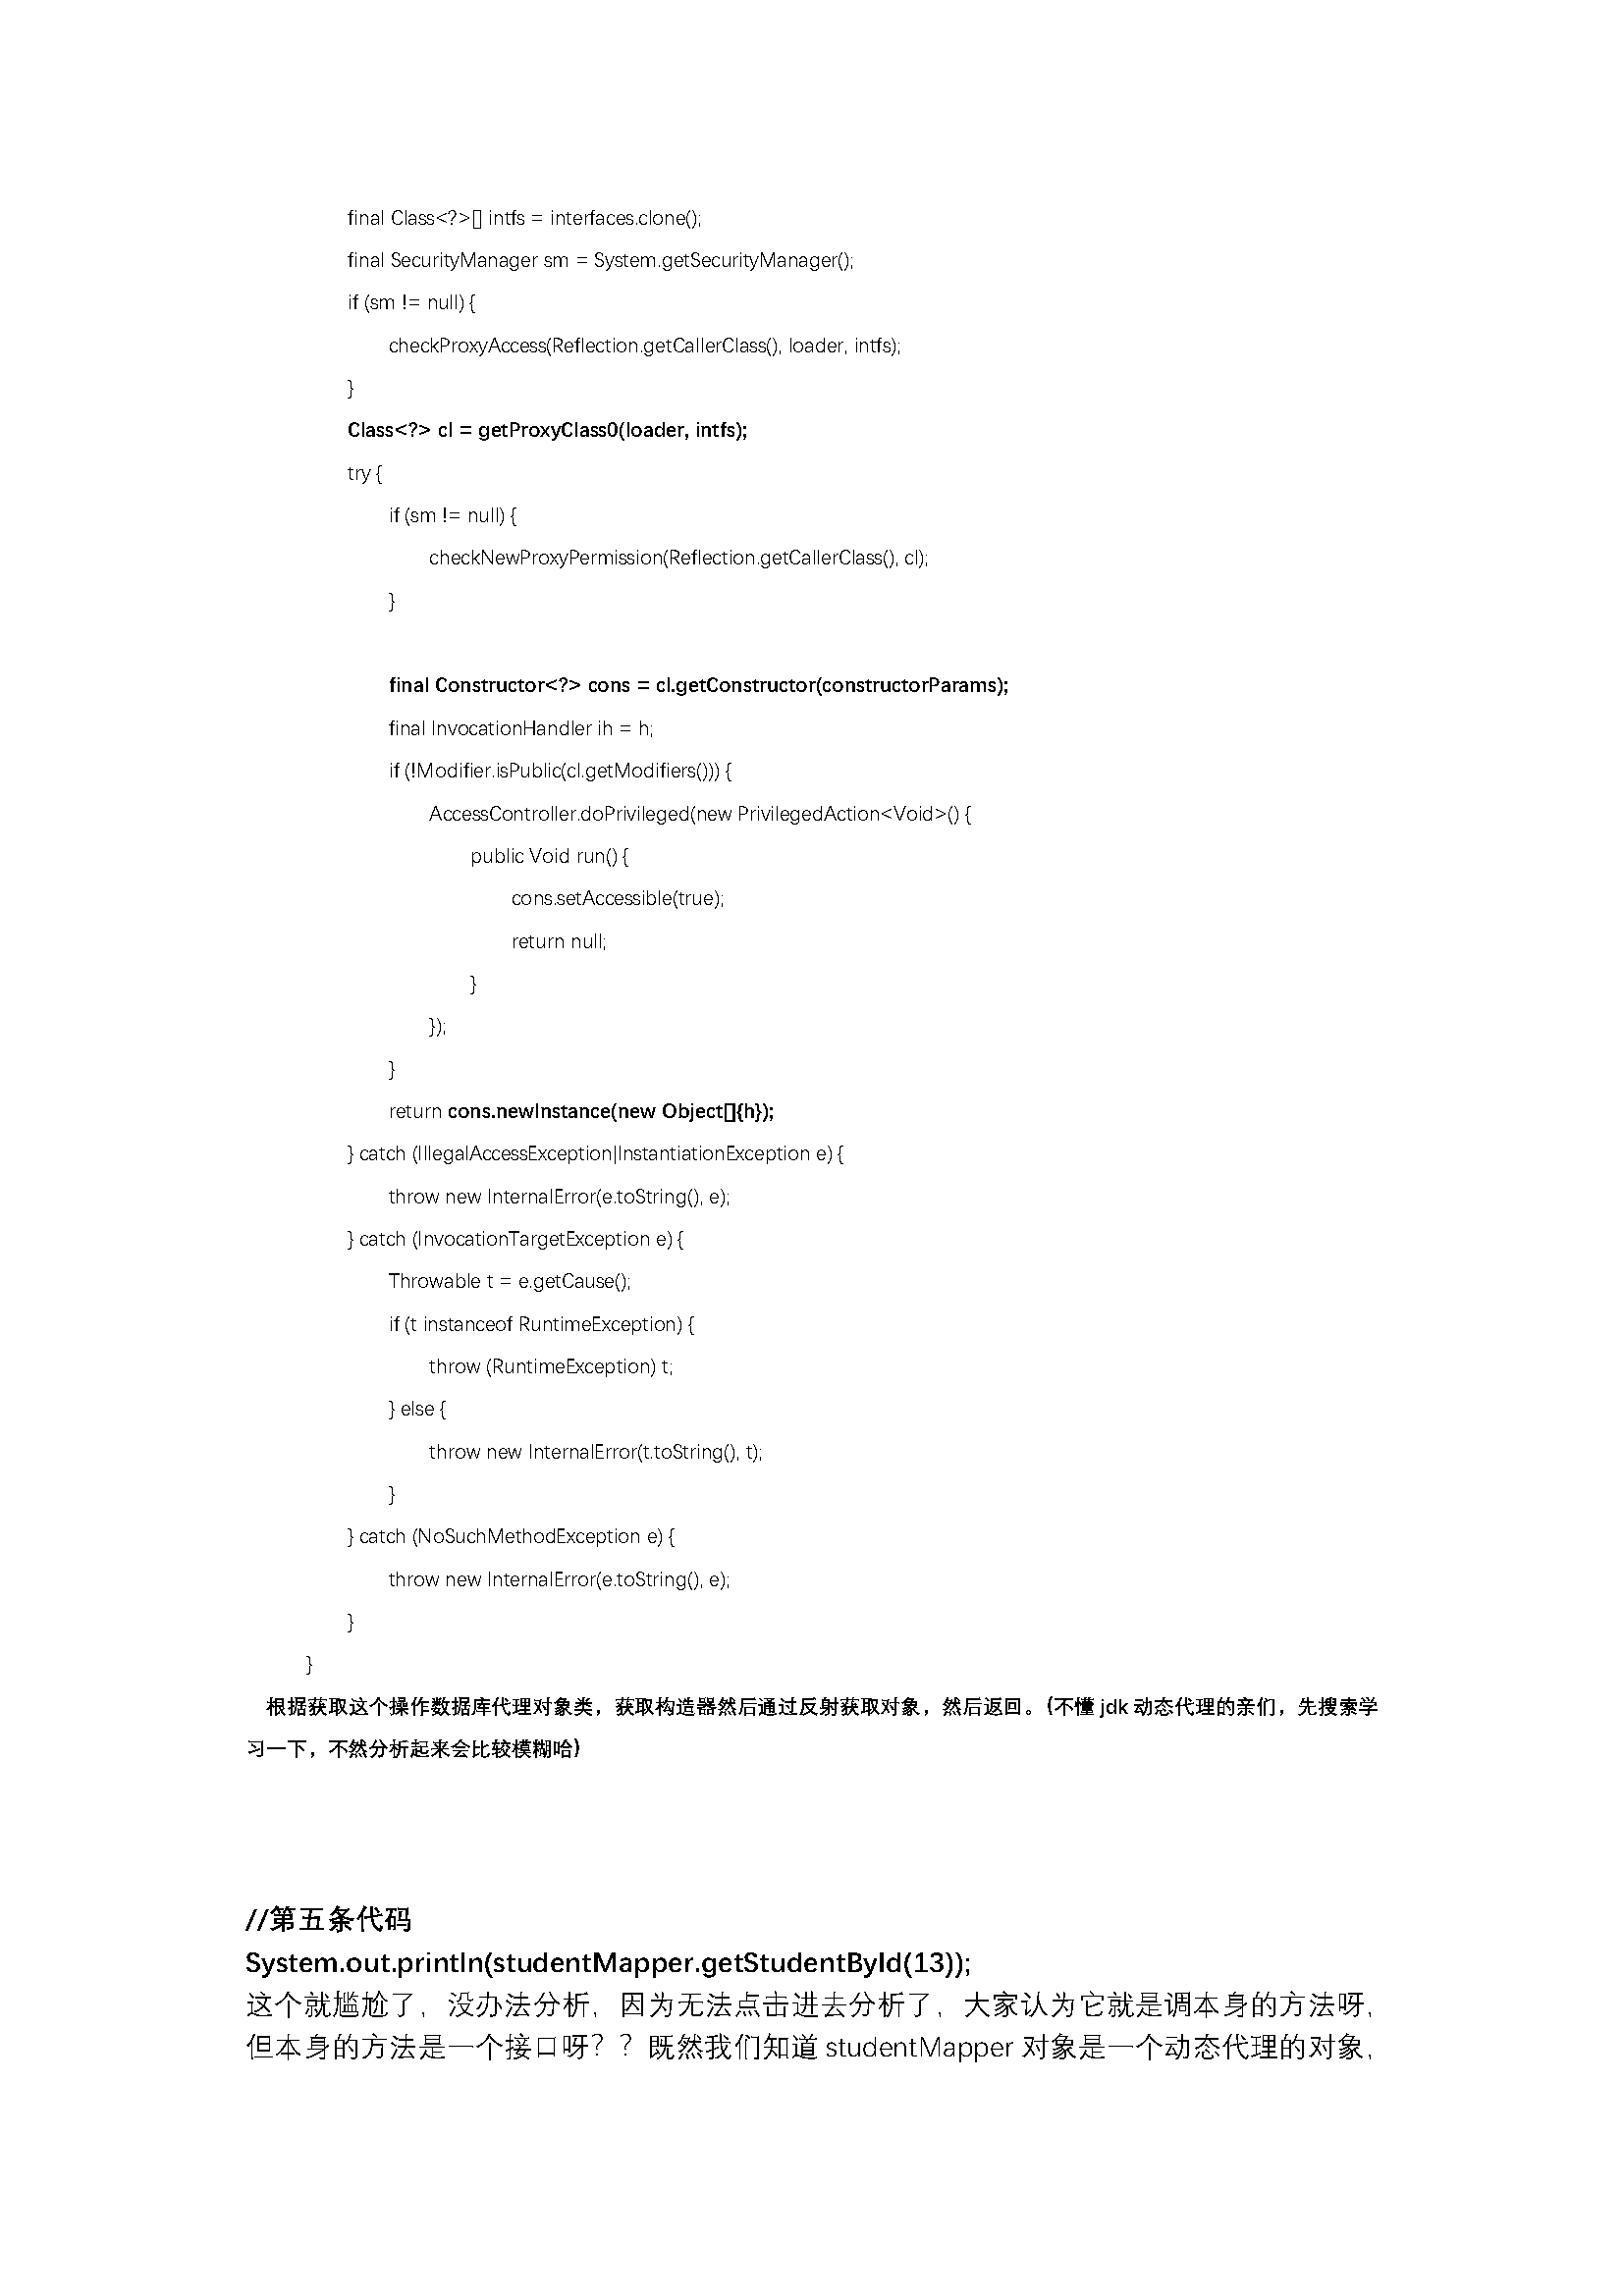 final Class<?>[] intfs = interfaces.clone();
final SecurityManager sm = System.getSecurityManager();
if (sm != null) {
checkProxyAccess(Reflection.getCallerClass(), loader, intfs);
}
Class<?> cl = getProxyClass0(loader, intfs);
try {
if (sm != null) {
checkNewProxyPermission(Reflection.getCallerClass(), cl);
}
final Constructor<?> cons = cl.getConstructor(constructorParams);
final InvocationHandler ih = h;
if (!Modifier.isPublic(cl.getModifiers())) {
AccessController.doPrivileged(new PrivilegedAction<Void>() {
public Void run() {
cons.setAccessible(true);
return null;
}
});
}
return cons.newInstance(new Object[]{h});
} catch (IllegalAccessException|InstantiationException e) {
throw new InternalError(e.toString(), e);
} catch (InvocationTargetException e) {
Throwable t = e.getCause();
if (t instanceof RuntimeException) {
throw (RuntimeException) t;
} else {
throw new InternalError(t.toString(), t);
}
} catch (NoSuchMethodException e) {
throw new InternalError(e.toString(), e);
}
}
根据获取这个操作数据库代理对象类，获取构造器然后通过反射获取对象，然后返回。(不懂 jdk 动态代理的亲们，先搜索学
习一下，不然分析起来会比较模糊哈)
//第五条代码
System.out.println(studentMapper.getStudentById(13));
这个就尴尬了，没办法分析，因为无法点击进去分析了，大家认为它就是调本身的方法呀，
但本身的方法是一个接口呀？？既然我们知道 studentMapper 对象是一个动态代理的对象，